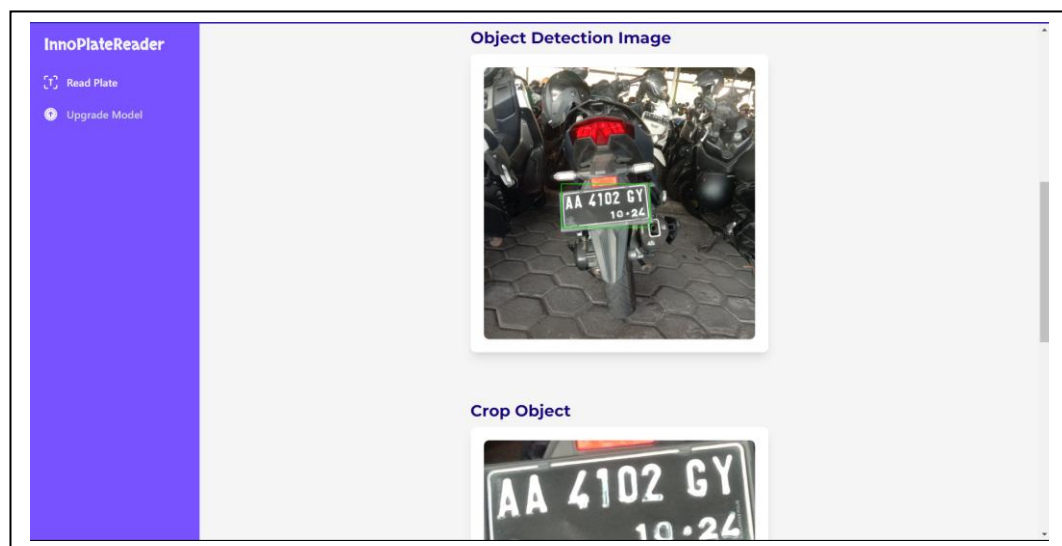 InnoPlateReader
Read Plate
Upgrade Model
Object Detection Image
AA 4102 GY
10•24
Crop Object
AA 4102 GY
10•24